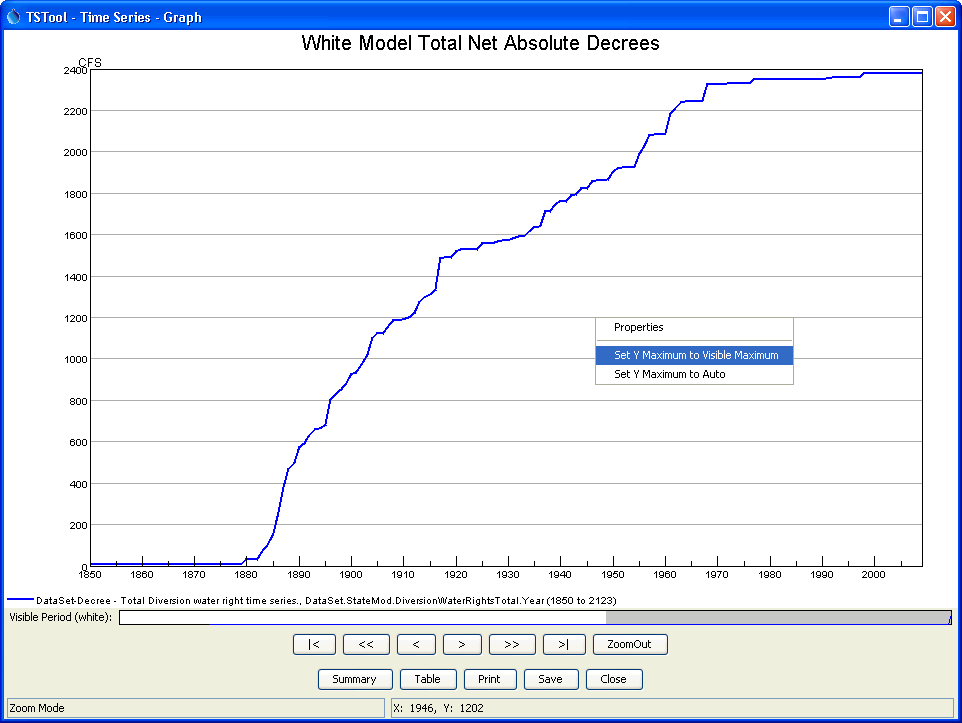 TSTool - Time Series - Graph
White Model Total Net Absolute Decrees
CFS
2400
2200
2000
1800
1600
1400
1200
1000
800
600
400
200
0
Properties
Set Y Maximum to Visible Maximum
Set Y Maximum to Auto
1850 1860 1870 1880 1890 1900 1910 1920 1930 1940 1950 1960 1970 1980 1990 2000
DataSet-Decree - Total Diversion water right time series., DataSet.StateMod.DiversionWaterRightsTotal.Year (1850 to 2123)
Visible Period (white):
|< << < > >> >| ZoomOut
Summary Table Print Save Close
Zoom Mode X: 1946, Y: 1202